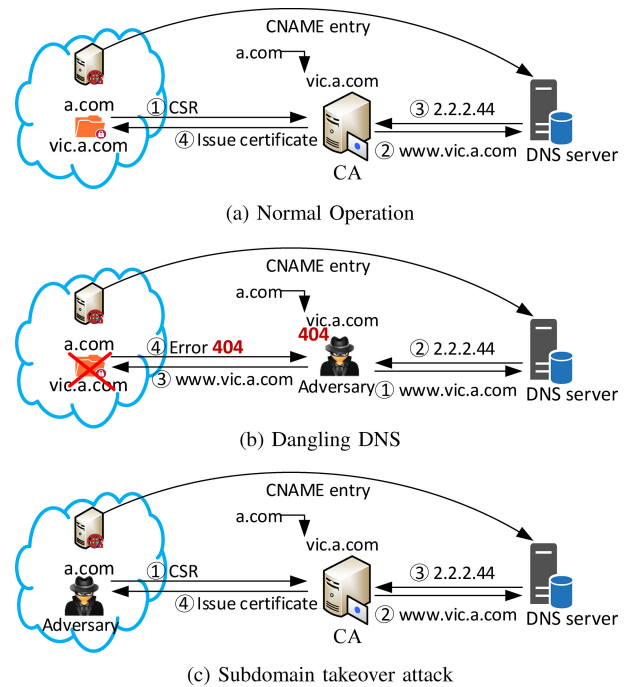 CNAME entry
a.com
vic.a.com
a.com
① CSR
③ 2.2.2.44
vic.a.com
④ Issue certificate
② www.vic.a.com
CA
DNS server
(a) Normal Operation
CNAME entry
a.com
vic.a.com
404
a.com
④ Error 404
② 2.2.2.44
vic.a.com
③ www.vic.a.com
Adversary
① www.vic.a.com
DNS server
(b) Dangling DNS
CNAME entry
a.com
vic.a.com
a.com
① CSR
③ 2.2.2.44
Adversary
④ Issue certificate
② www.vic.a.com
CA
DNS server
(c) Subdomain takeover attack